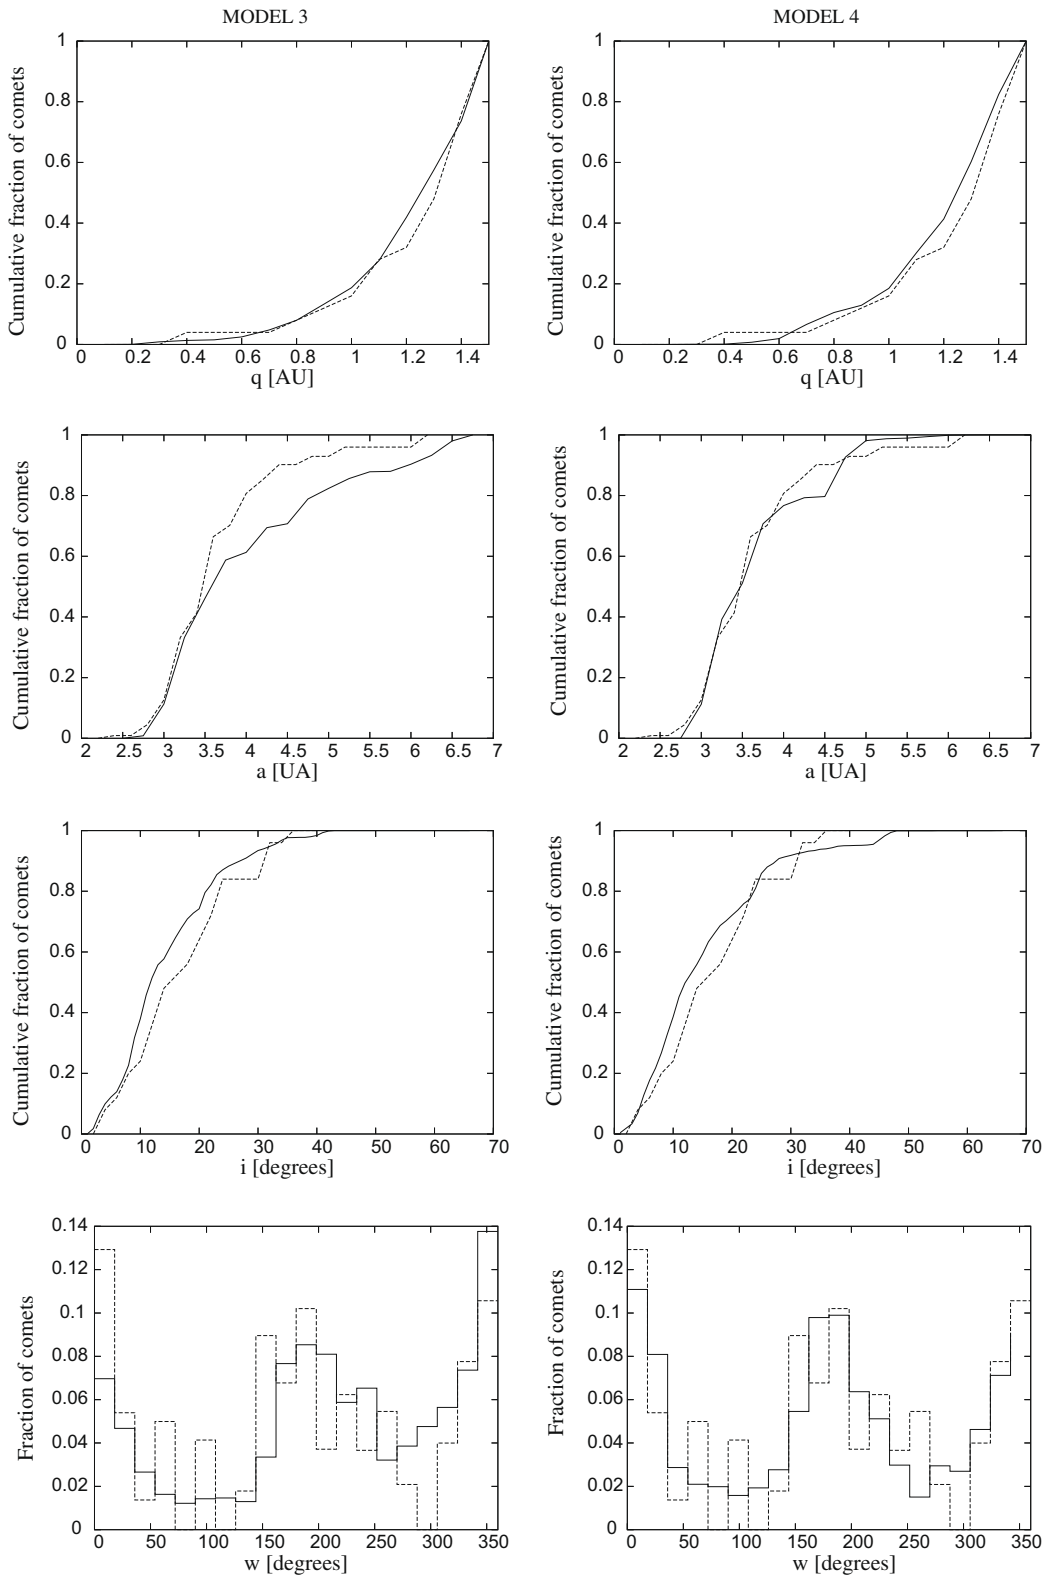 MODEL 3
MODEL 4
Cumulative fraction of comets
1
0.8
0.6
0.4
0.2
0
0 0.2 0.4 0.6 0.8 1 1.2 1.4
q [AU]
Cumulative fraction of comets
1
0.8
0.6
0.4
0.2
0
0 0.2 0.4 0.6 0.8 1 1.2 1.4
q [AU]
Cumulative fraction of comets
1
0.8
0.6
0.4
0.2
0
2 2.5 3 3.5 4 4.5 5 5.5 6 6.5 7
a [UA]
Cumulative fraction of comets
1
0.8
0.6
0.4
0.2
0
2 2.5 3 3.5 4 4.5 5 5.5 6 6.5 7
a [UA]
Cumulative fraction of comets
1
0.8
0.6
0.4
0.2
0
0 10 20 30 40 50 60 70
i [degrees]
Cumulative fraction of comets
1
0.8
0.6
0.4
0.2
0
0 10 20 30 40 50 60 70
i [degrees]
Fraction of comets
0.14
0.12
0.1
0.08
0.06
0.04
0.02
0
0 50 100 150 200 250 300 350
w [degrees]
Fraction of comets
0.14
0.12
0.1
0.08
0.06
0.04
0.02
0
0 50 100 150 200 250 300 350
w [degrees]